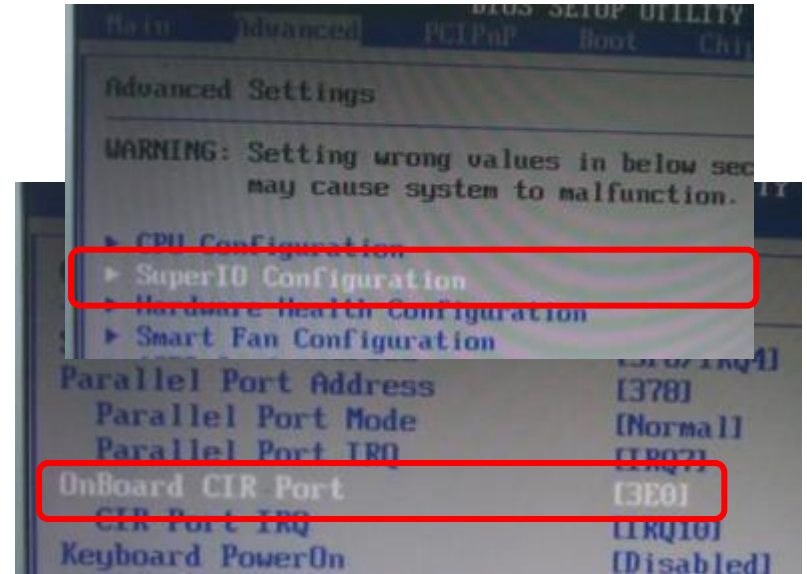 BIOS SETUP UTILITY
Main Advanced PCIPnP Boot
Advanced Settings
WARNING: Setting wrong values in below sec
may cause system to malfunction.
▶ CPU Configuration
▶ SuperIO Configuration
▶ Hardware Health Configuration
▶ Smart Fan Configuration
Parallel Port Address [378]
Parallel Port Mode [Normal]
Parallel Port IRQ [IRQ7]
OnBoard CIR Port [3E0]
CIR Port IRQ [IRQ10]
Keyboard PowerOn [Disabled]